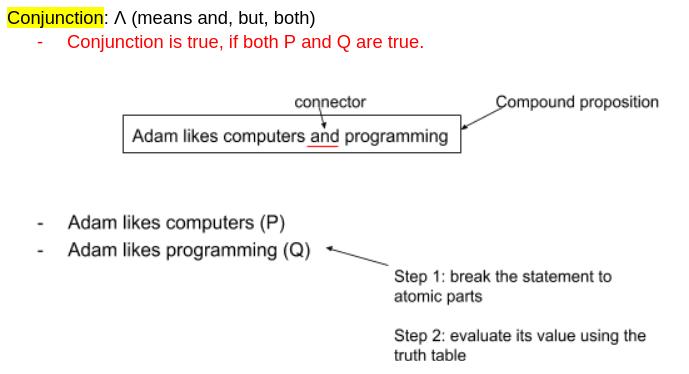 Conjunction: Λ (means and, but, both)
- Conjunction is true, if both P and Q are true.
connector
Compound proposition
Adam likes computers and programming
- Adam likes computers (P)
- Adam likes programming (Q)
Step 1: break the statement to
atomic parts
Step 2: evaluate its value using the
truth table